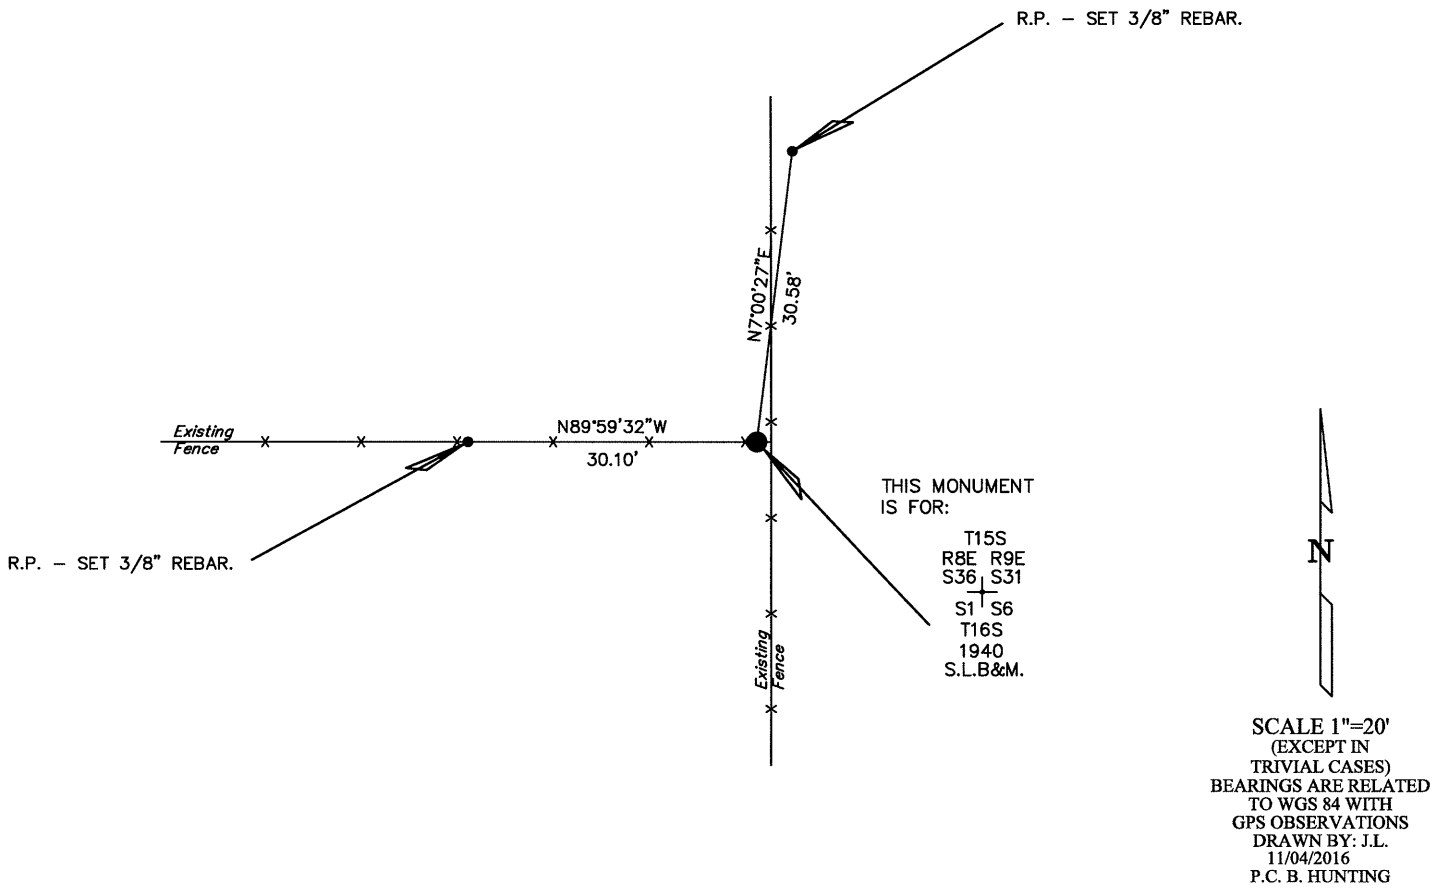 R.P. – SET 3/8" REBAR.
N7°00'27"E
30.58'
Existing
Fence
N89°59'32"W
30.10'
R.P. – SET 3/8" REBAR.
THIS MONUMENT
IS FOR:
T15S
R8E R9E
S36 S31
S1 S6
T16S
1940
S.L.B&M.
Existing
Fence
N
SCALE 1"=20'
(EXCEPT IN
TRIVIAL CASES)
BEARINGS ARE RELATED
TO WGS 84 WITH
GPS OBSERVATIONS
DRAWN BY: J.L.
11/04/2016
P.C. B. HUNTING